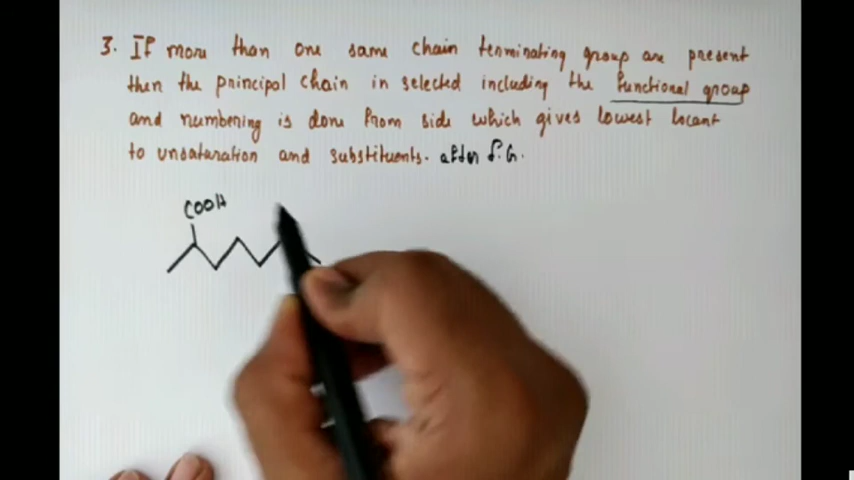 3. If more than one same chain terminating group are present
then the principal chain in selected including the functional group
and numbering is done from side which gives lowest locant
to unsaturation and substituents. after f.G.
COOH